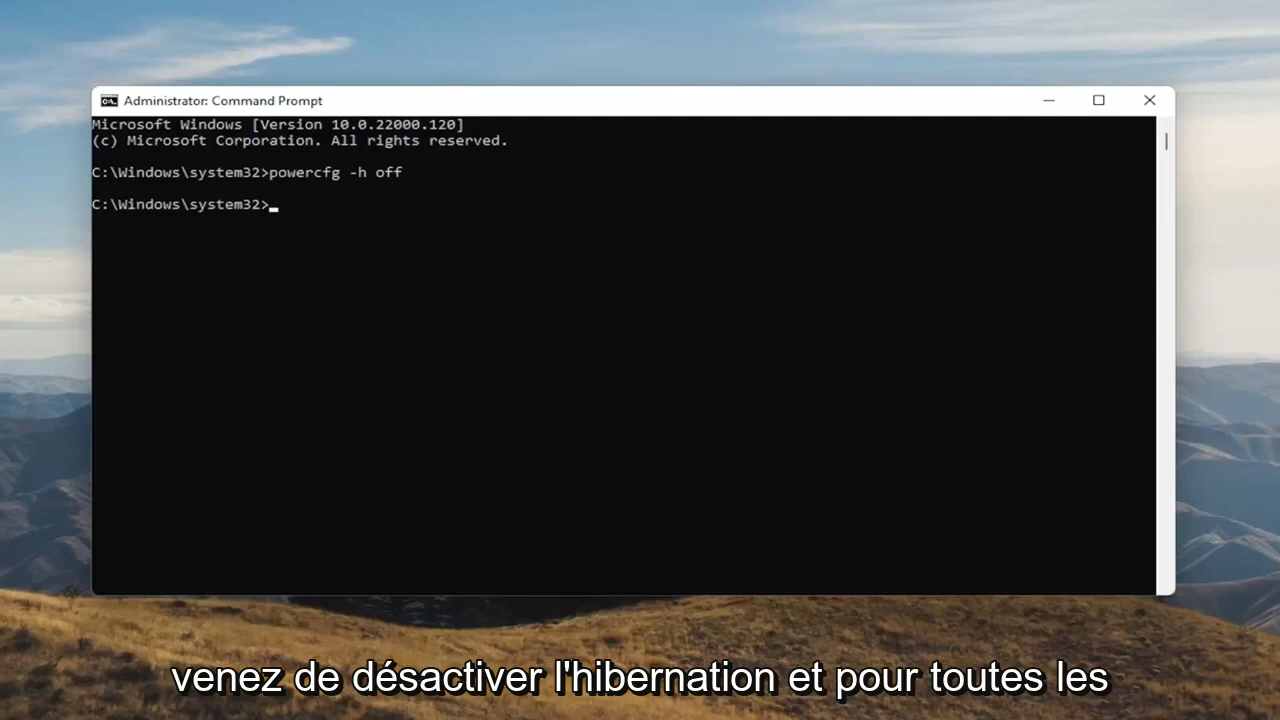 Administrator: Command Prompt
Microsoft Windows [Version 10.0.22000.120]
(c) Microsoft Corporation. All rights reserved.
C:\Windows\system32>powercfg -h off
C:\Windows\system32>
venez de désactiver l'hibernation et pour toutes les